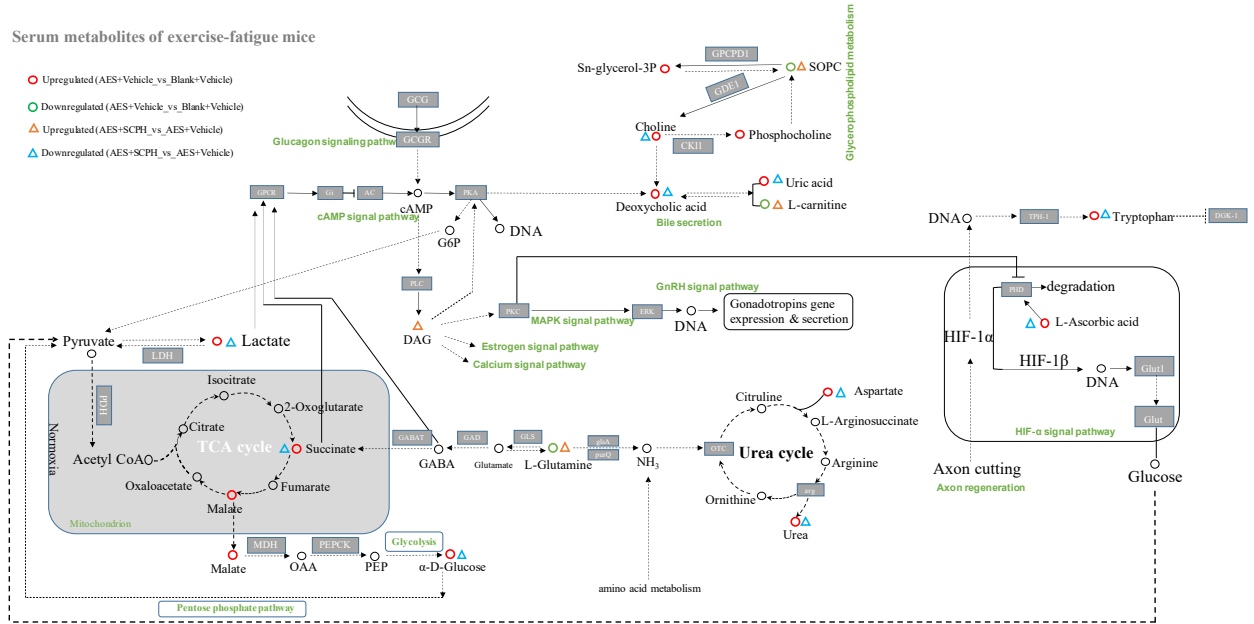 Serum metabolites of exercise-fatigue mice
Upregulated (AES+Vehicle_vs_Blank+Vehicle)
Downregulated (AES+Vehicle_vs_Blank+Vehicle)
Upregulated (AES+SCPH_vs_AES+Vehicle)
Downregulated (AES+SCPH_vs_AES+Vehicle)
GCG
GCGR
Glucagon signaling pathw
GPCPD1
Sn-glycerol-3P
SOPC
GDE1
Choline
Phosphocholine
CKI1
Glycerophospholipid metabolism
GPCR
Gi
AC
cAMP
PKA
cAMP signal pathway
Deoxycholic acid
Uric acid
L-carnitine
Bile secretion
G6P
DNA
DNA
TPH-1
Tryptophan
DGK-1
PLC
DAG
PKC
MAPK signal pathway
ERK
DNA
GnRH signal pathway
Gonadotropins gene
expression & secretion
Estrogen signal pathway
Calcium signal pathway
PHD
degradation
L-Ascorbic acid
HIF-1α
HIF-1β
DNA
Glut1
Glut
HIF-α signal pathway
Axon cutting
Axon regeneration
Glucose
Pyruvate
LDH
Lactate
PDH
Normoxia
Isocitrate
2-Oxoglutarate
Citrate
TCA cycle
Succinate
Acetyl CoA
Oxaloacetate
Fumarate
Malate
Mitochondrion
GABAT
GABA
GAD
Glutamate
GLS
L-Glutamine
glsA
purQ
NH3
OTC
Urea cycle
Citruline
Aspartate
L-Arginosuccinate
Arginine
arg
Ornithine
Urea
Malate
MDH
OAA
PEPCK
PEP
Glycolysis
α-D-Glucose
amino acid metabolism
Pentose phosphate pathway